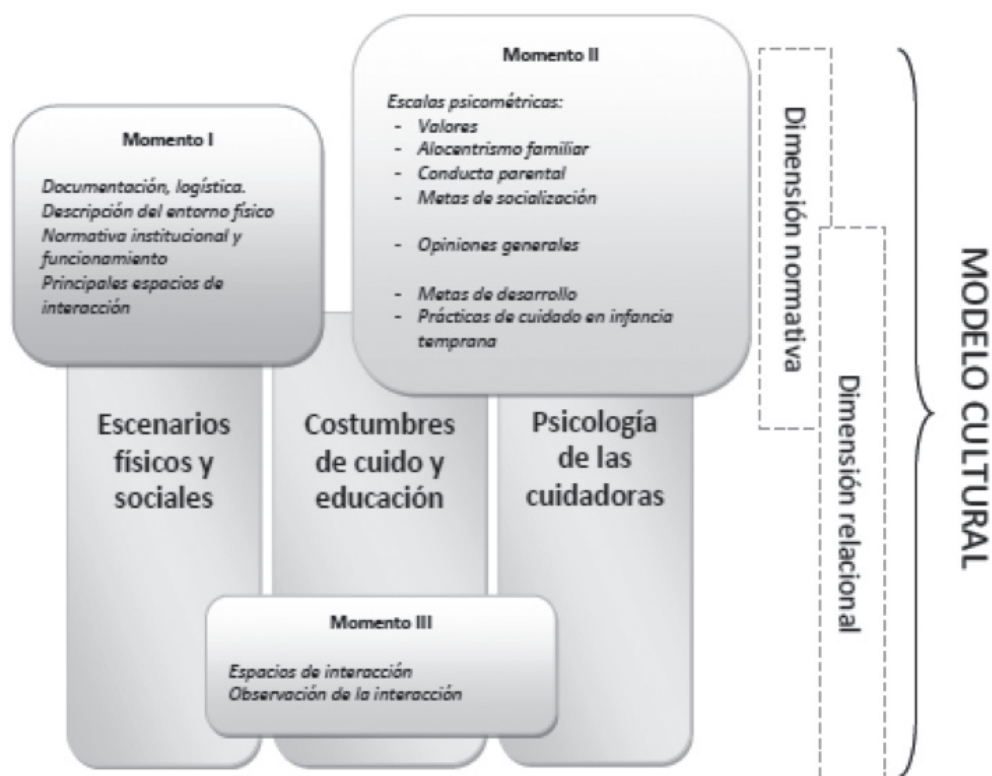 Momento I
Documentación, logística.
Descripción del entorno físico
Normativa institucional y
funcionamiento
Principales espacios de
interacción
Momento II
Escalas psicométricas:
- Valores
- Alocentrismo familiar
- Conducta parental
- Metas de socialización
- Opiniones generales
- Metas de desarrollo
- Prácticas de cuidado en infancia
temprana
Escenarios
físicos y
sociales
Costumbres
de cuido y
educación
Psicología
de las
cuidadoras
Momento III
Espacios de interacción
Observación de la interacción
Dimensión normativa
Dimensión relacional
MODELO CULTURAL